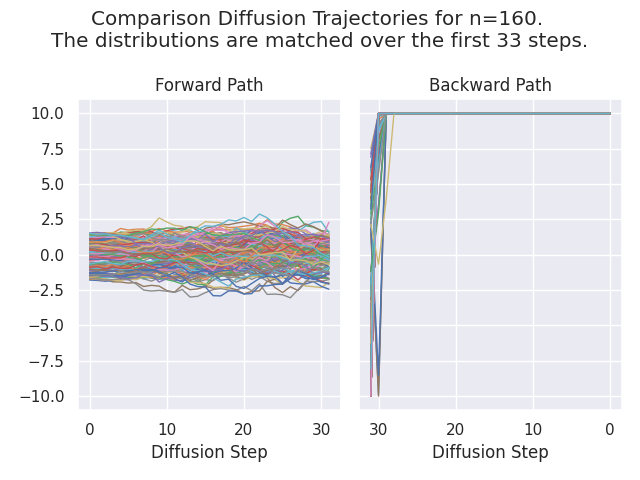 Comparison Diffusion Trajectories for n=160.
The distributions are matched over the first 33 steps.
Forward Path
Backward Path
10.0
7.5
5.0
2.5
0.0
−2.5
−5.0
−7.5
−10.0
0 10 20 30
30 20 10 0
Diffusion Step
Diffusion Step